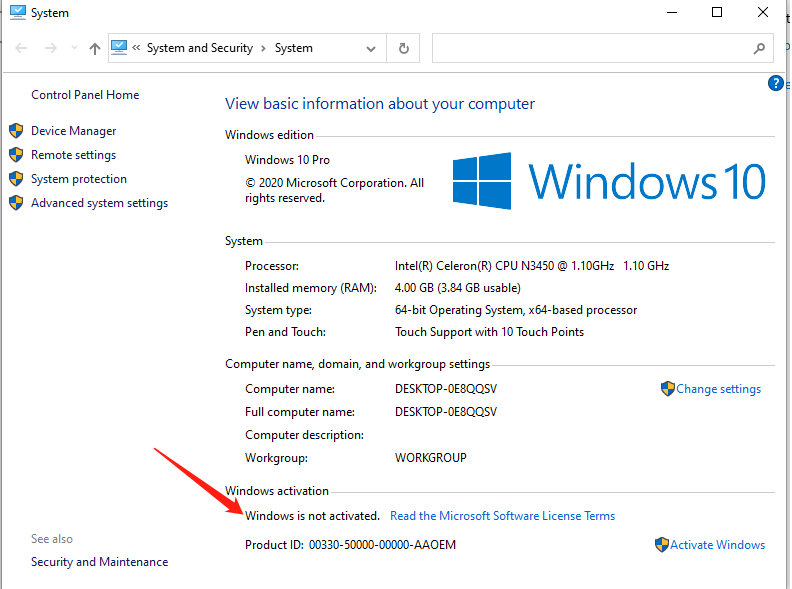 System
System and Security > System
Control Panel Home
Device Manager
Remote settings
System protection
Advanced system settings
View basic information about your computer
Windows edition
Windows 10 Pro
© 2020 Microsoft Corporation. All
rights reserved.
Windows 10
System
Processor: Intel(R) Celeron(R) CPU N3450 @ 1.10GHz 1.10 GHz
Installed memory (RAM): 4.00 GB (3.84 GB usable)
System type: 64-bit Operating System, x64-based processor
Pen and Touch: Touch Support with 10 Touch Points
Computer name, domain, and workgroup settings
Computer name: DESKTOP-0E8QQSV
Change settings
Full computer name: DESKTOP-0E8QQSV
Computer description:
Workgroup: WORKGROUP
Windows activation
Windows is not activated. Read the Microsoft Software License Terms
Product ID: 00330-50000-00000-AAOEM
Activate Windows
See also
Security and Maintenance